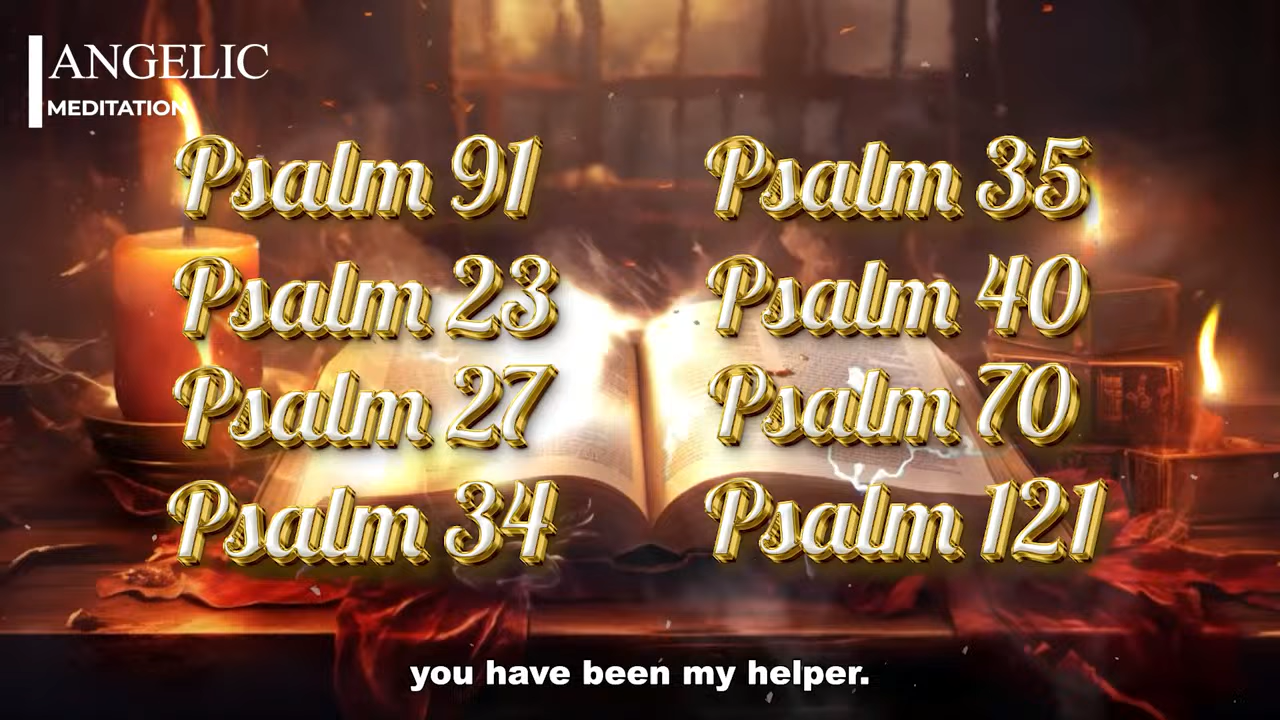 ANGELIC
MEDITATION
Psalm 91
Psalm 23
Psalm 27
Psalm 34
Psalm 35
Psalm 40
Psalm 70
Psalm 121
you have been my helper.